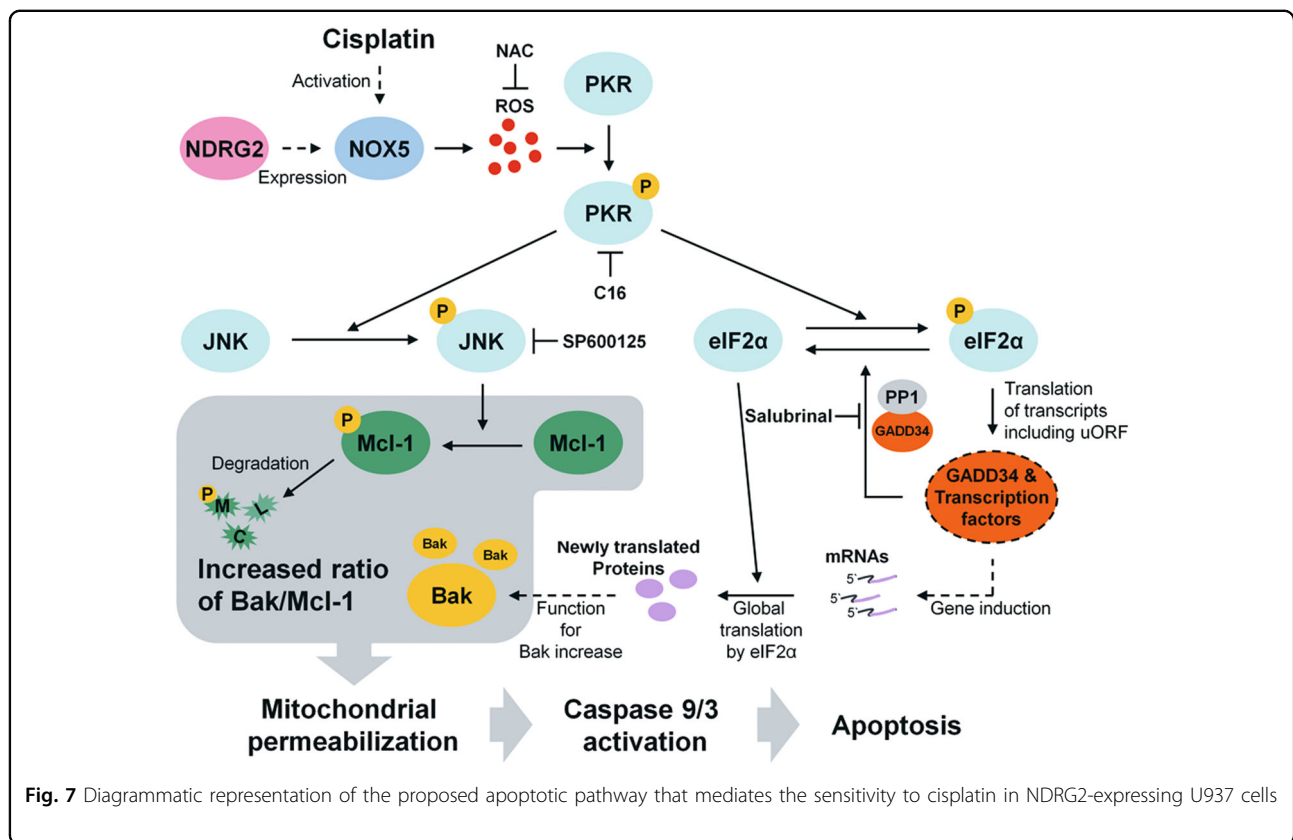 Cisplatin
NAC
Activation
PKR
ROS
NDRG2
NOX5
Expression
P
PKR
C16
P
P
JNK
JNK
SP600125
eIF2α
eIF2α
PP1
Salubrinal
GADD34
Translation
of transcripts
including uORF
P
Mcl-1
Mcl-1
Degradation
GADD34 &
Transcription
factors
P
M
L
C
Increased ratio
of Bak/Mcl-1
Bak
Bak
Bak
Newly translated
Proteins
mRNAs
5`
5`
5`
Function
for
Bak increase
Global
translation
by eIF2α
Gene induction
Mitochondrial
permeabilization
Caspase 9/3
activation
Apoptosis
Fig. 7 Diagrammatic representation of the proposed apoptotic pathway that mediates the sensitivity to cisplatin in NDRG2-expressing U937 cells